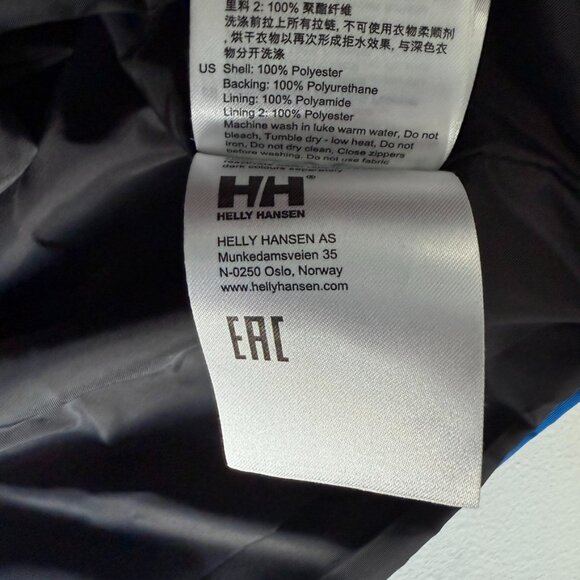 里料 2: 100% 聚酯纤维
洗涤前拉上所有拉链, 不可使用衣物柔顺剂
, 烘干衣物以再次形成拒水效果, 与深色衣
物分开洗涤
US Shell: 100% Polyester
Backing: 100% Polyurethane
Lining: 100% Polyamide
Lining 2: 100% Polyester
Machine wash in luke warm water, Do not
bleach, Tumble dry - low heat, Do not
iron, Do not dry clean, Close zippers
before washing, Do not use fabric
dark colours separately
HH®
HELLY HANSEN
HELLY HANSEN AS
Munkedamsveien 35
N-0250 Oslo, Norway
www.hellyhansen.com
EAC